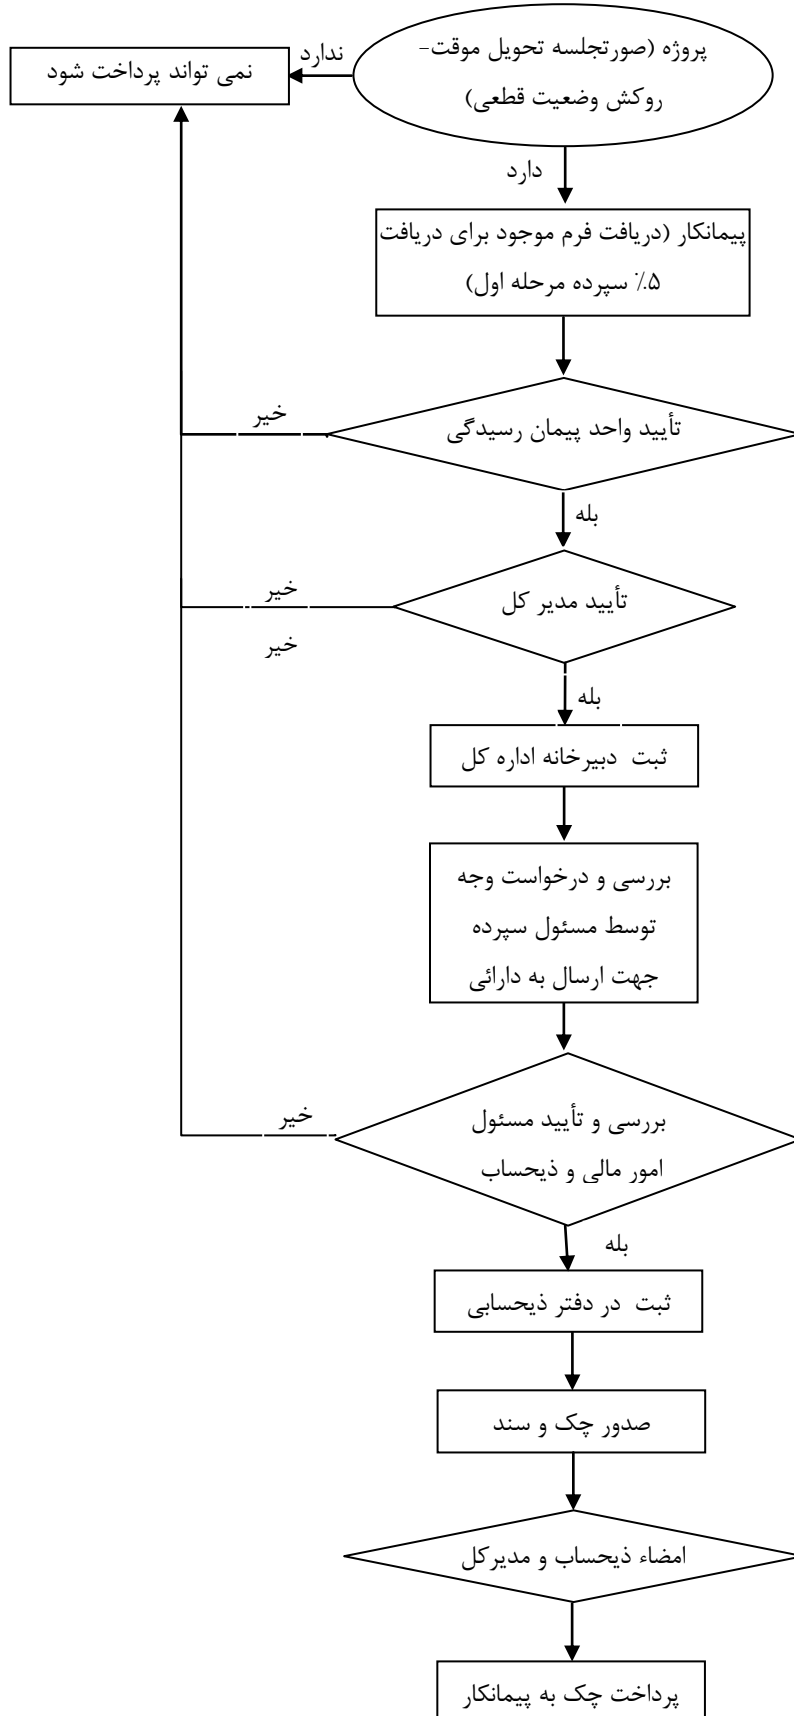 پروژه (صورتجلسه تحویل موقت-
روکش وضعیت قطعی)
ندارد
نمی تواند پرداخت شود
دارد
پیمانکار (دریافت فرم موجود برای دریافت
۵٪ سپرده مرحله اول)
تأیید واحد پیمان رسیدگی
خیر
بله
تأیید مدیر کل
خیر
خیر
بله
ثبت دبیرخانه اداره کل
بررسی و درخواست وجه
توسط مسئول سپرده
جهت ارسال به دارائی
بررسی و تأیید مسئول
امور مالی و ذیحساب
خیر
بله
ثبت در دفتر ذیحسابی
صدور چک و سند
امضاء ذیحساب و مدیرکل
پرداخت چک به پیمانکار